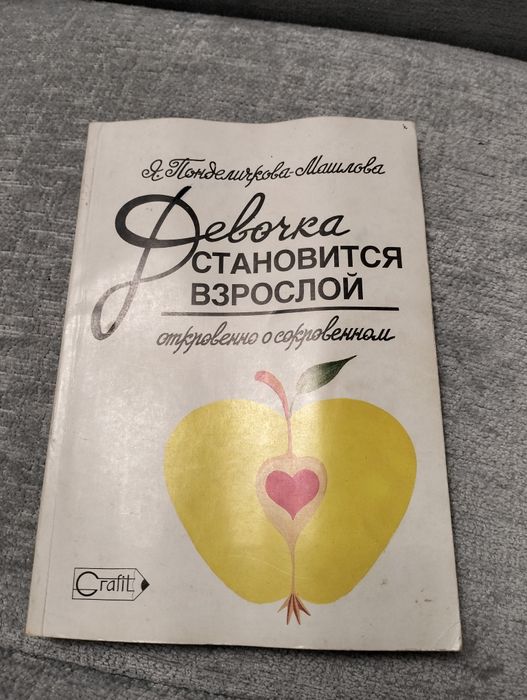 Я. Понделичкова-Машлова
Девочка
СТАНОВИТСЯ
ВЗРОСЛОЙ
откровенно о сокровенном
Grafit